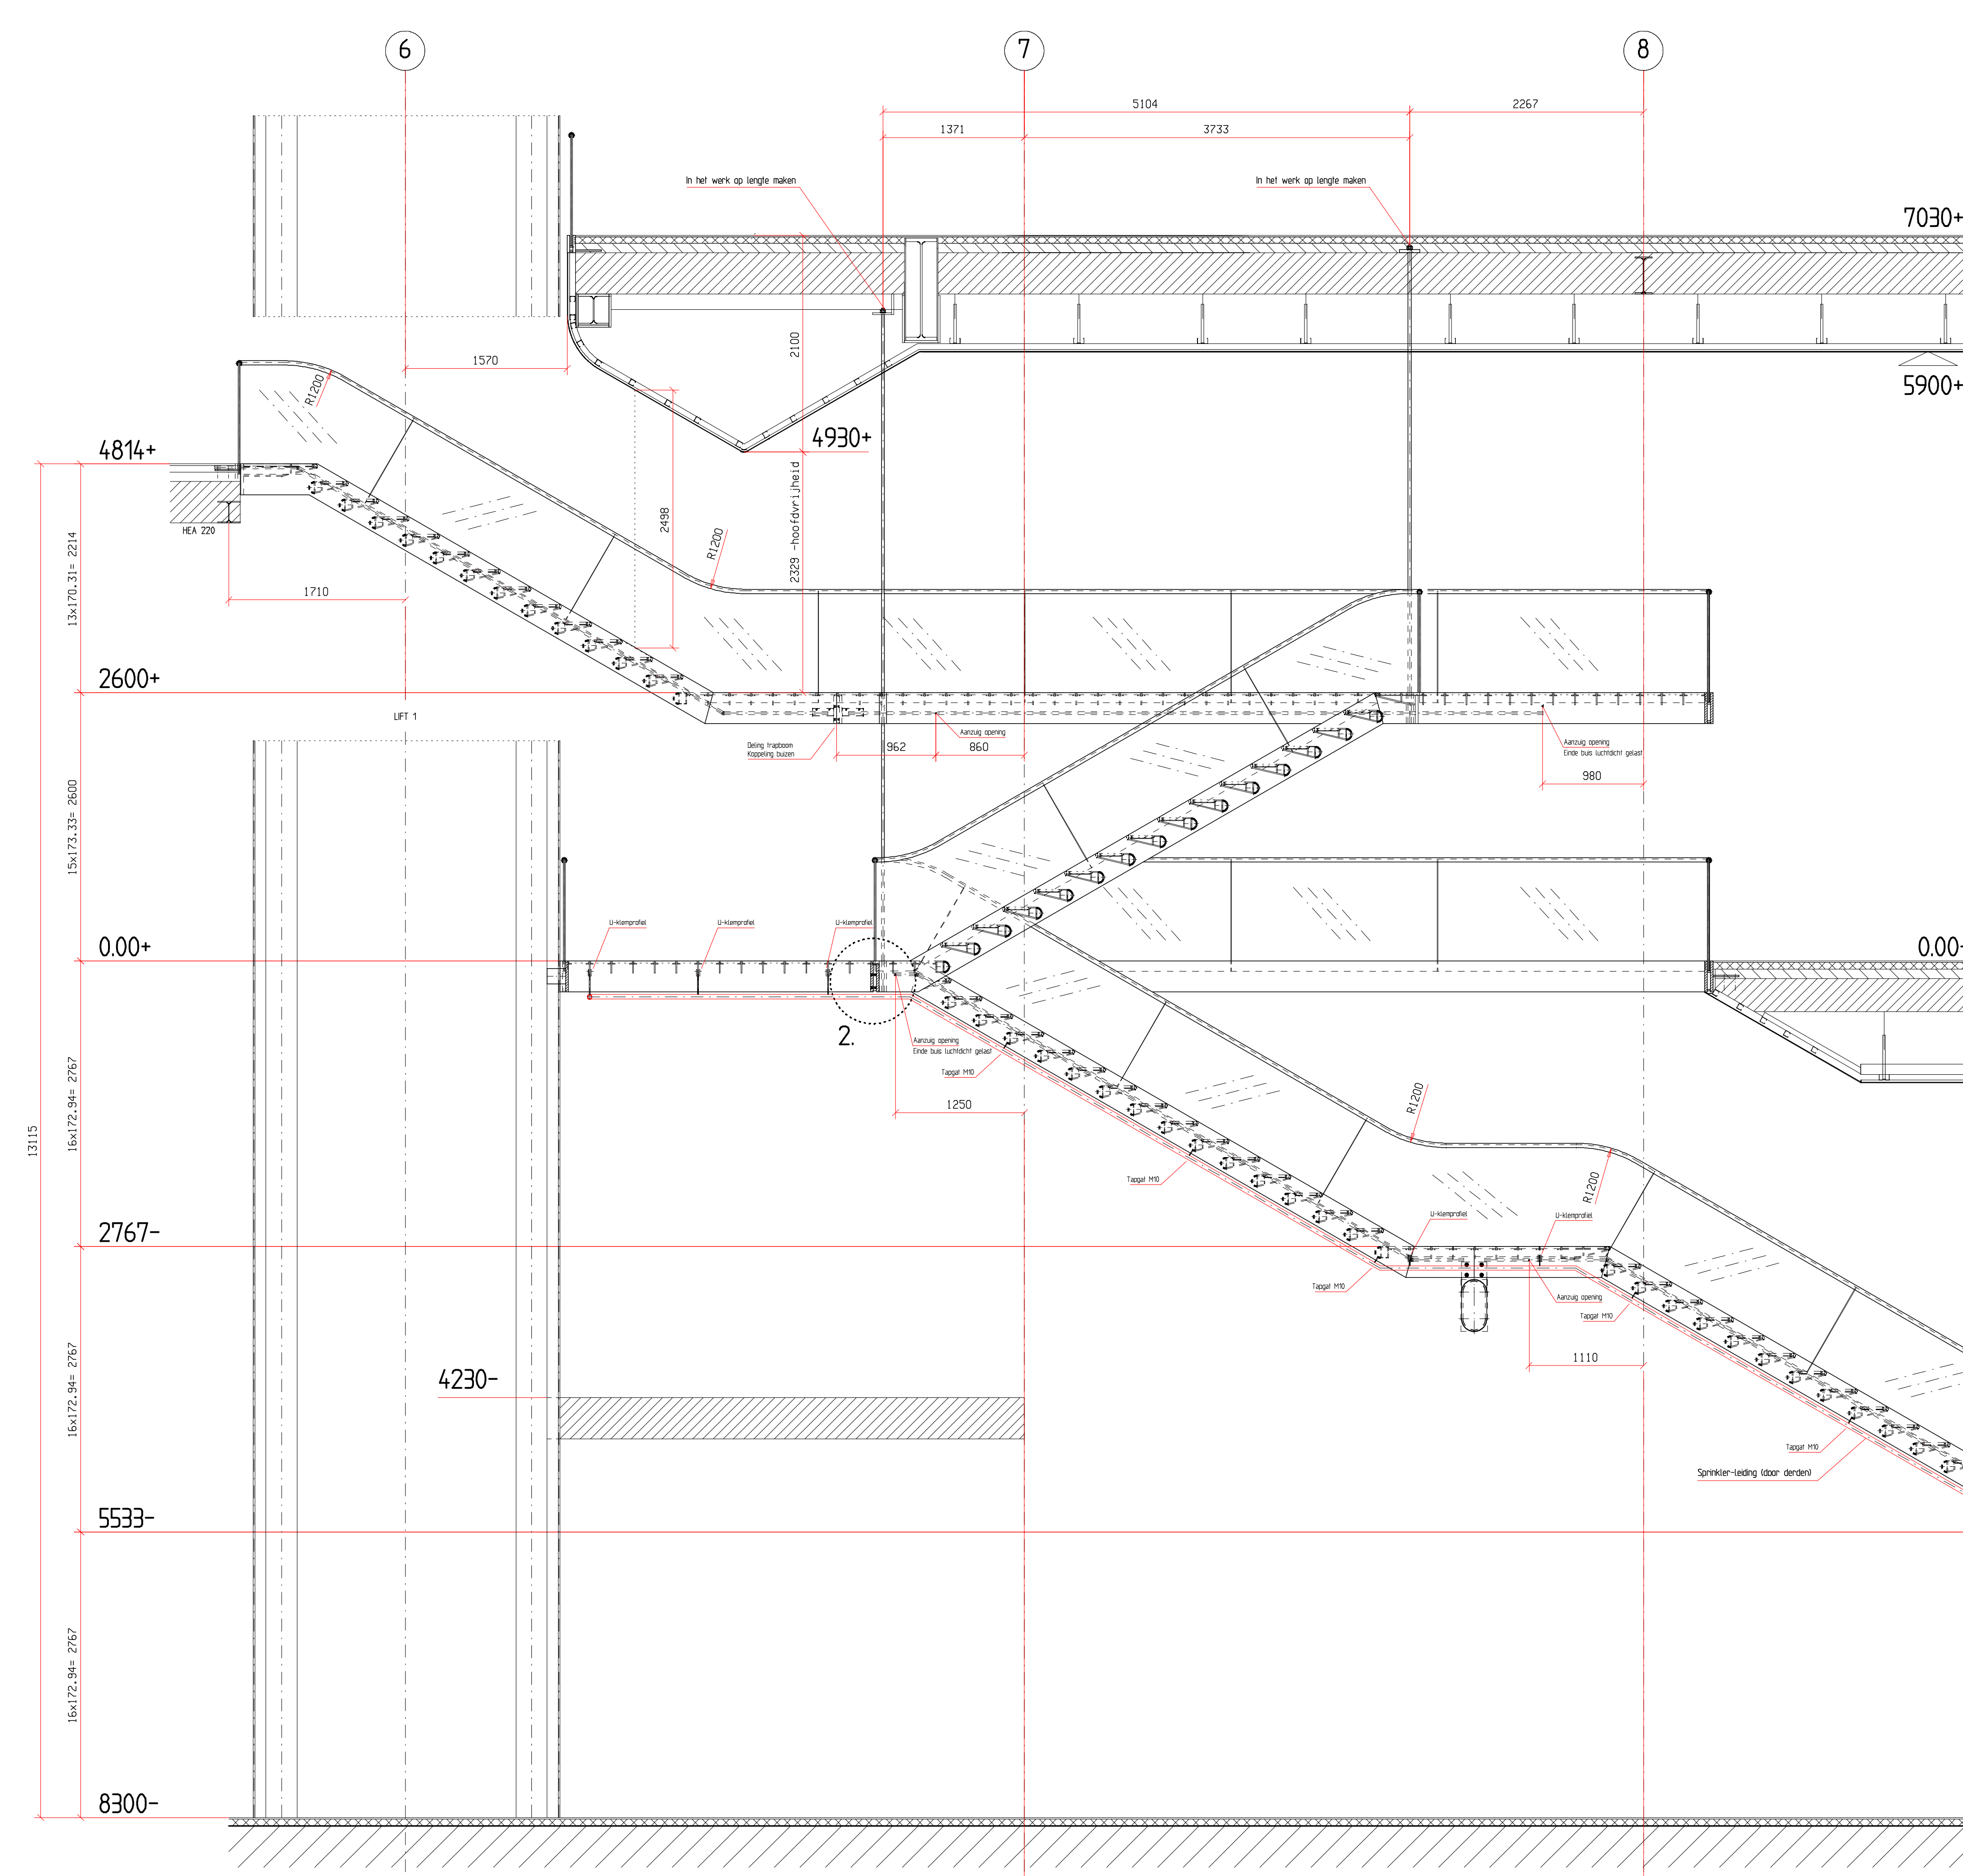 6
7
8
5104
2267
1371
3733
In het werk op lengte maken
In het werk op lengte maken
7030+
2100
1570
R1200
5900+
4930+
4814+
2498
2329 -hoofdvrijheid
HEA 220
13x170.31= 2214
R1200
1710
2600+
LIFT 1
Deling trapboom
Koppeling buizen
962
Aanzuig opening
860
Aanzuig opening
Einde buis luchtdicht gelast
980
15x173.33= 2600
U-klemprofiel
U-klemprofiel
U-klemprofiel
0.00+
0.00+
2.
Aanzuig opening
Einde buis luchtdicht gelast
Tapgat M10
1250
R1200
13115
16x172.94= 2767
Tapgat M10
R1200
U-klemprofiel
U-klemprofiel
2767-
Tapgat M10
Aanzuig opening
Tapgat M10
1110
4230-
16x172.94= 2767
Tapgat M10
Sprinkler-leiding (door derden)
5533-
16x172.94= 2767
8300-